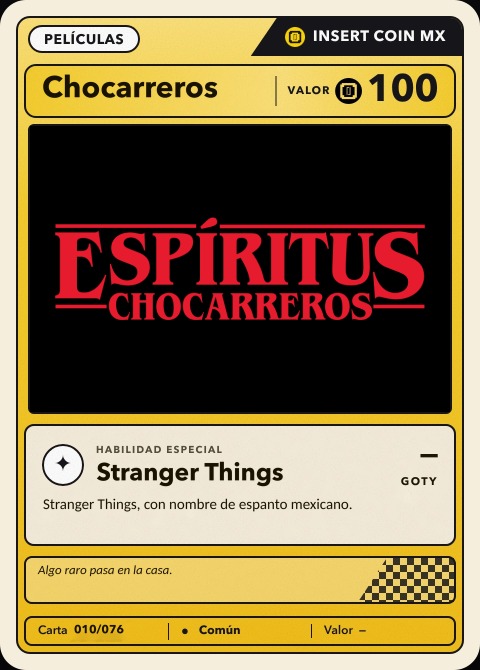 PELÍCULAS
INSERT COIN MX
Chocarreros
VALOR 100
ESPÍRITUS
CHOCARREROS
HABILIDAD ESPECIAL
Stranger Things
—
GOTY
Stranger Things, con nombre de espanto mexicano.
Algo raro pasa en la casa.
Carta 010/076 • Común Valor —